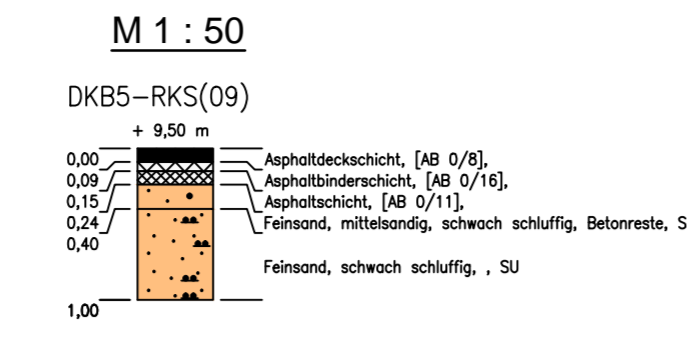 M 1 : 50
DKB5-RKS(09)
+ 9,50 m
0,00
Asphaltdeckschicht, [AB 0/8],
0,09
Asphaltbinderschicht, [AB 0/16],
0,15
Asphaltschicht, [AB 0/11],
0,24
Feinsand, mittelsandig, schwach schluffig, Betonreste, S
0,40
Feinsand, schwach schluffig, , SU
1,00